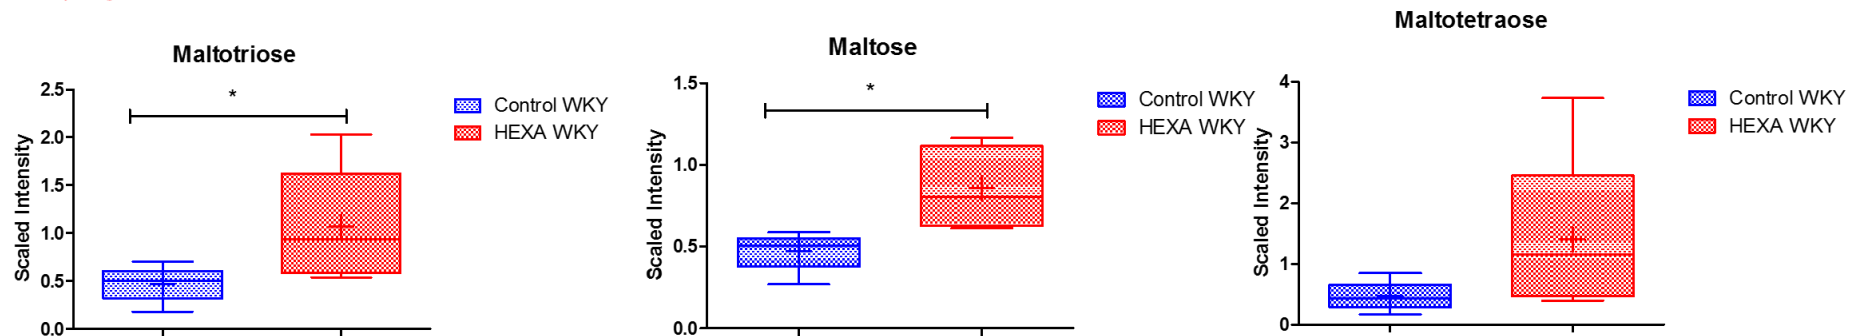 Maltotriose
2.5
2.0
1.5
1.0
0.5
0.0
Scaled Intensity
*
Control WKY
HEXA WKY
Maltose
1.5
1.0
0.5
0.0
Scaled Intensity
*
Control WKY
HEXA WKY
Maltotetraose
4
3
2
1
0
Scaled Intensity
Control WKY
HEXA WKY